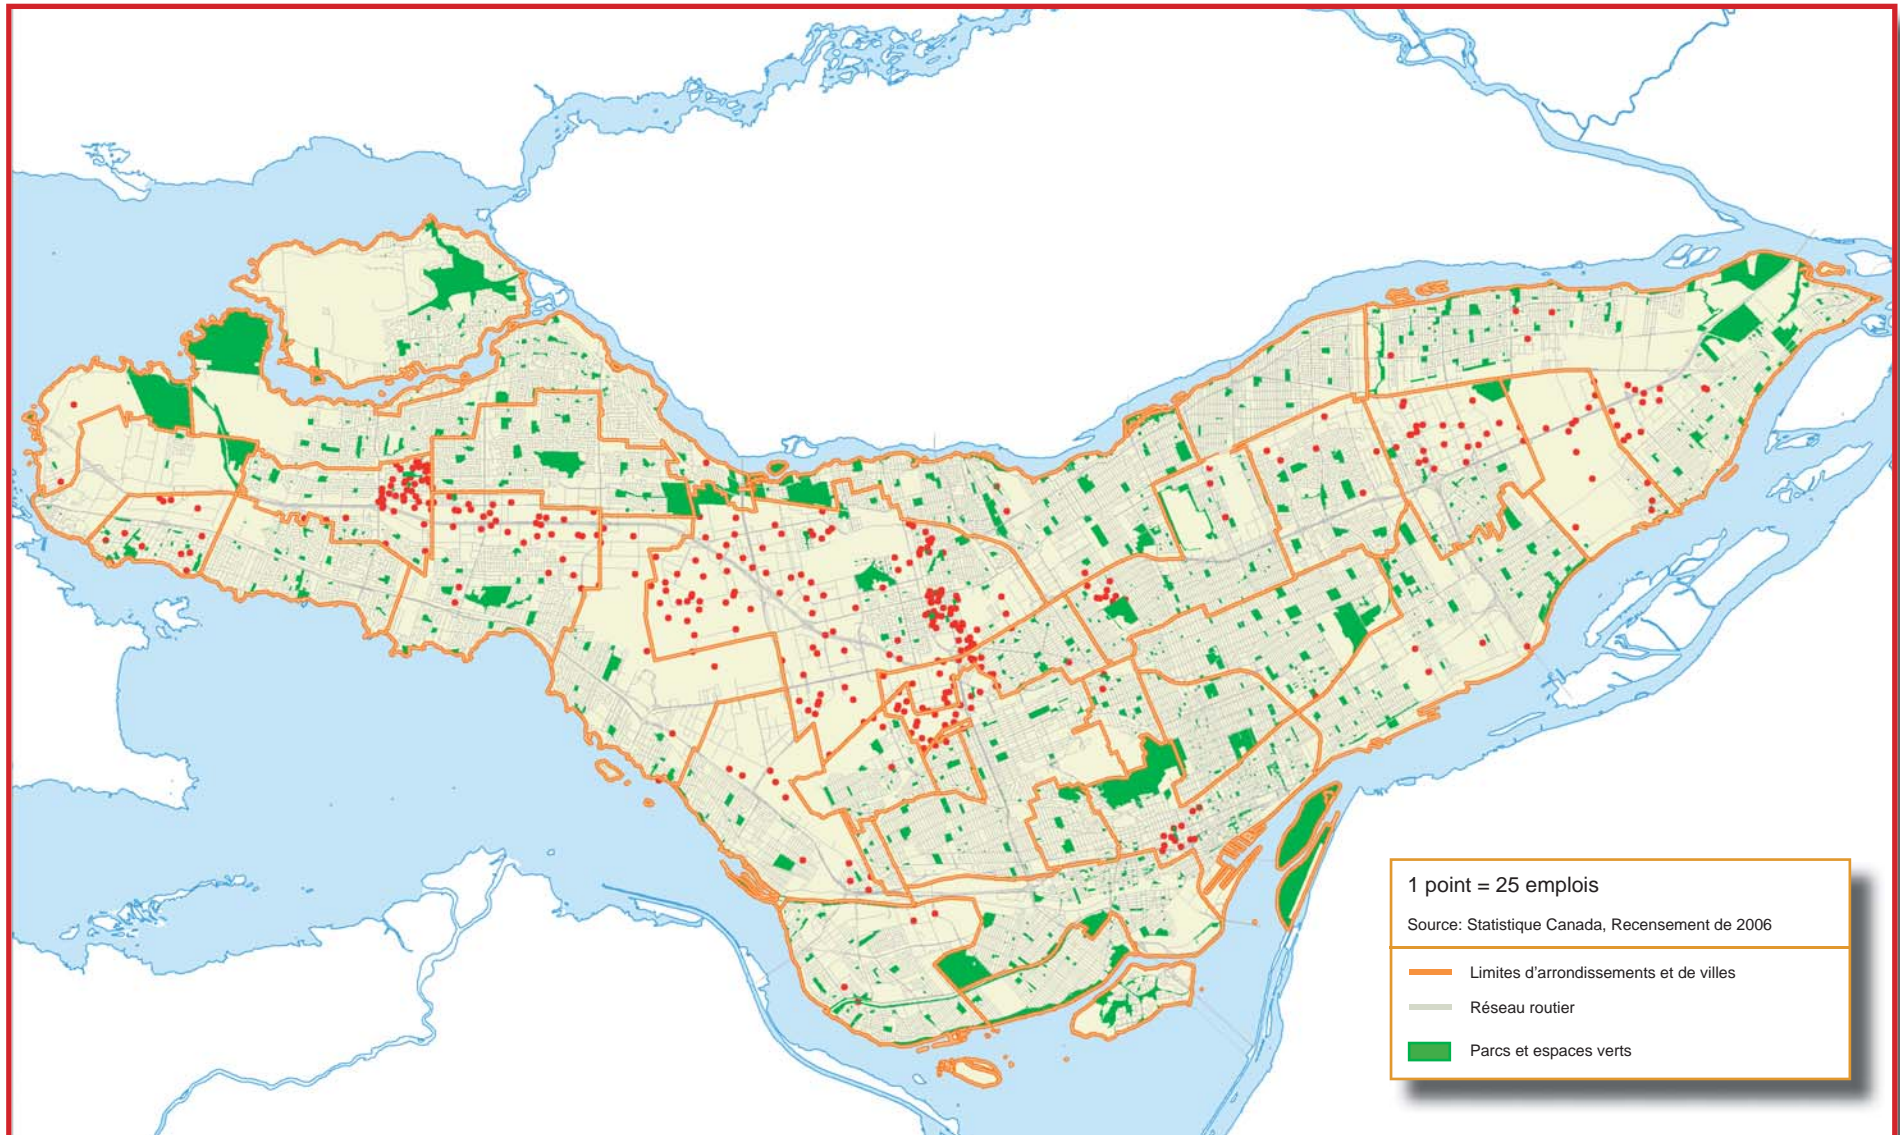 1 point = 25 emplois
Source: Statistique Canada, Recensement de 2006
Limites d'arrondissements et de villes
Réseau routier
Parcs et espaces verts